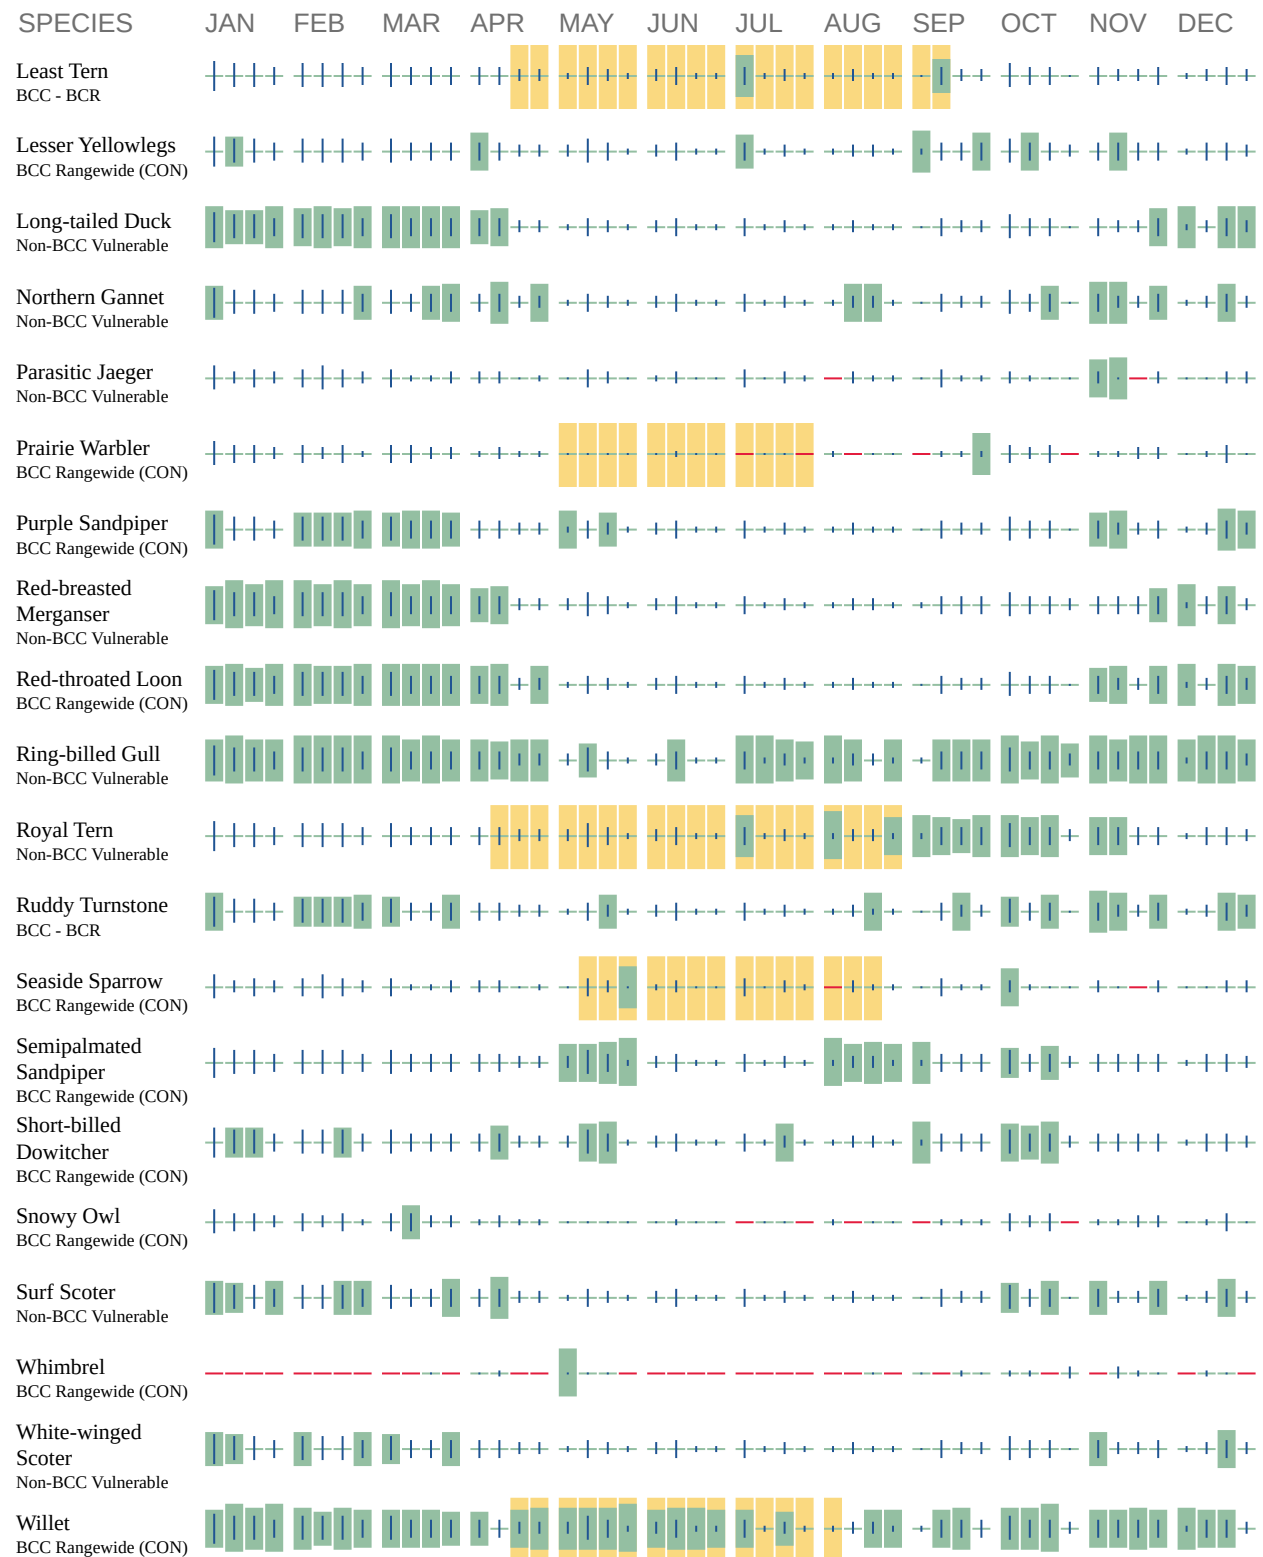 SPECIES JAN FEB MAR APR MAY JUN JUL AUG SEP OCT NOV DEC
Least Tern
BCC - BCR
Lesser Yellowlegs
BCC Rangewide (CON)
Long-tailed Duck
Non-BCC Vulnerable
Northern Gannet
Non-BCC Vulnerable
Parasitic Jaeger
Non-BCC Vulnerable
Prairie Warbler
BCC Rangewide (CON)
Purple Sandpiper
BCC Rangewide (CON)
Red-breasted
Merganser
Non-BCC Vulnerable
Red-throated Loon
BCC Rangewide (CON)
Ring-billed Gull
Non-BCC Vulnerable
Royal Tern
Non-BCC Vulnerable
Ruddy Turnstone
BCC - BCR
Seaside Sparrow
BCC Rangewide (CON)
Semipalmated
Sandpiper
BCC Rangewide (CON)
Short-billed
Dowitcher
BCC Rangewide (CON)
Snowy Owl
BCC Rangewide (CON)
Surf Scoter
Non-BCC Vulnerable
Whimbrel
BCC Rangewide (CON)
White-winged
Scoter
Non-BCC Vulnerable
Willet
BCC Rangewide (CON)